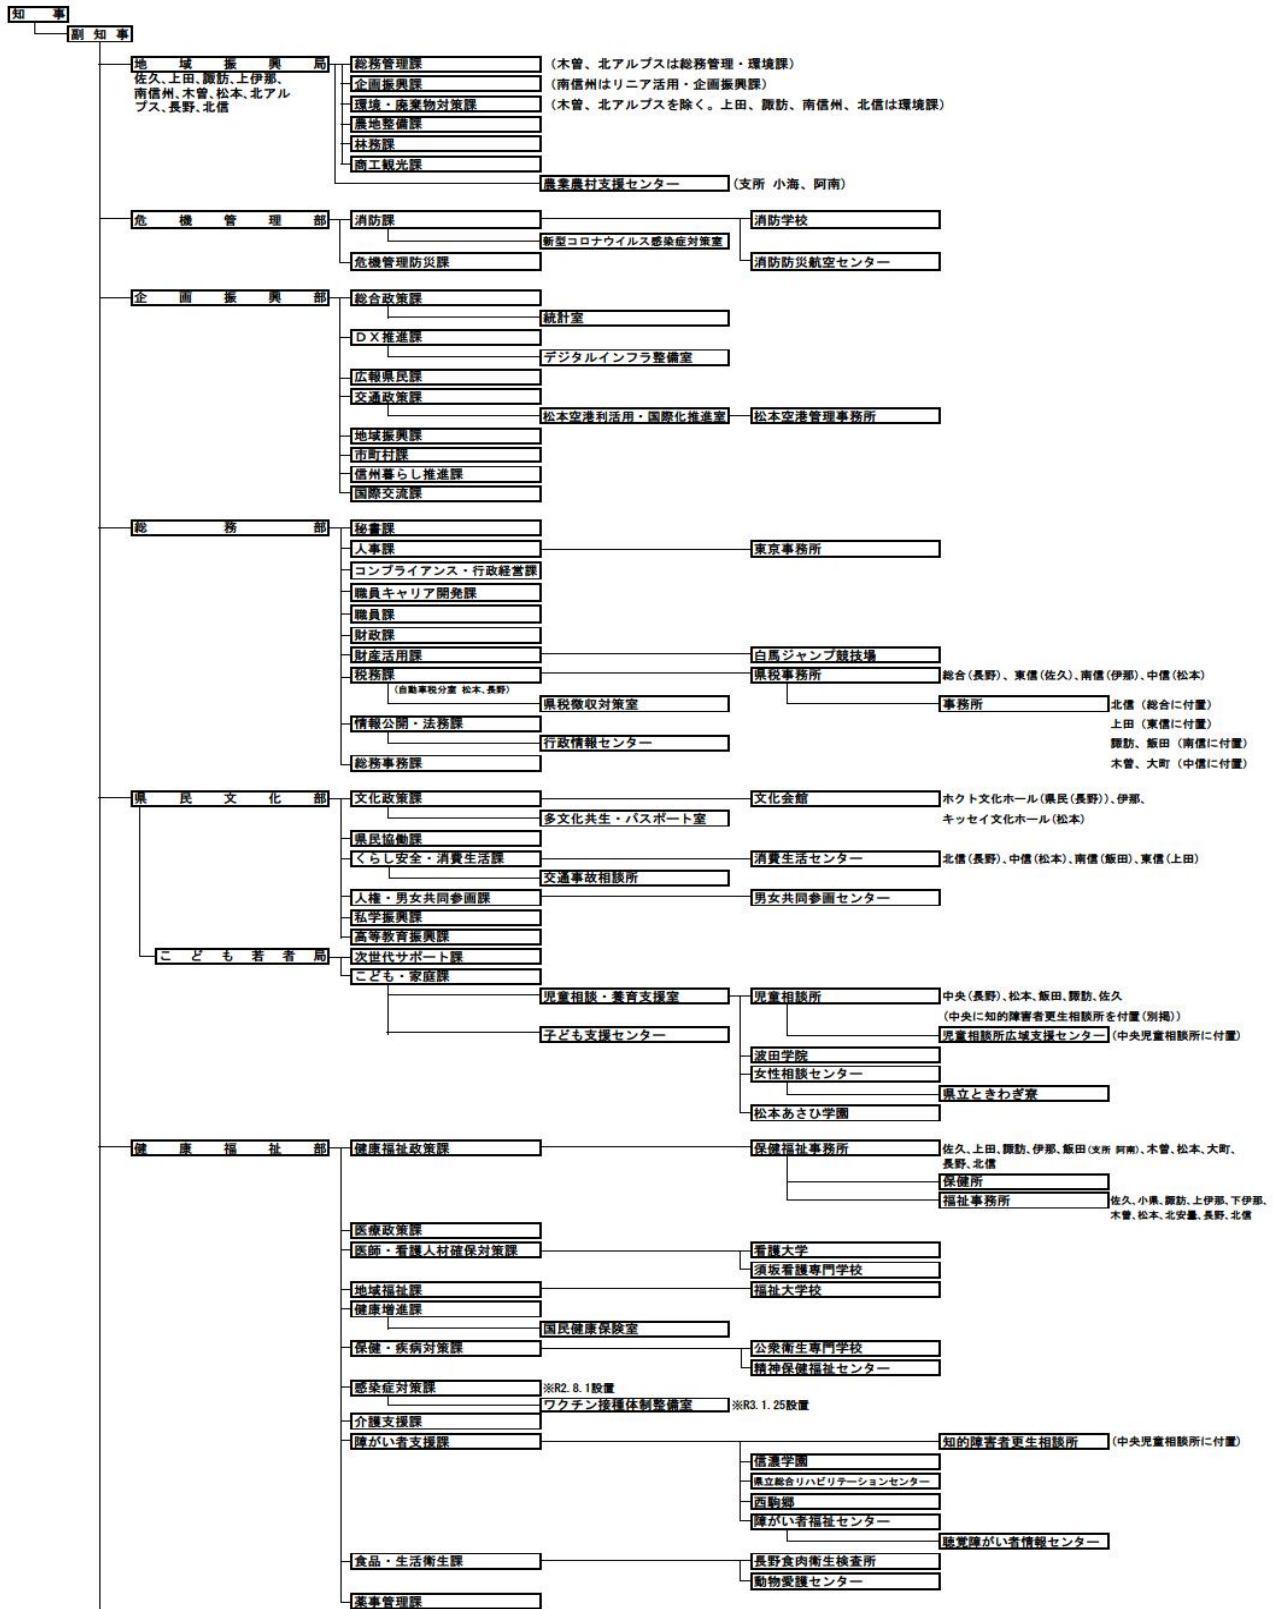 知 事
副 知 事
地 域 振 興 局 総務管理課 (木曽、北アルプスは総務管理・環境課)
佐久、上田、諏訪、上伊那、
南信州、木曽、松本、北アル
プス、長野、北信
企画振興課 (南信州はリニア活用・企画振興課)
環境・廃棄物対策課 (木曽、北アルプスを除く。上田、諏訪、南信州、北信は環境課)
農地整備課
林務課
商工観光課
農業農村支援センター (支所 小海、阿南)
危 機 管 理 部 消防課 消防学校
新型コロナウイルス感染症対策室
危機管理防災課 消防防災航空センター
企 画 振 興 部 総合政策課
統計室
DX推進課
デジタルインフラ整備室
広報県民課
交通政策課
松本空港利活用・国際化推進室 松本空港管理事務所
地域振興課
市町村課
信州暮らし推進課
国際交流課
総 務 部 秘書課
人事課 東京事務所
コンプライアンス・行政経営課
職員キャリア開発課
職員課
財政課
財産活用課 白馬ジャンプ競技場
税務課 県税事務所 総合(長野)、東信(佐久)、南信(伊那)、中信(松本)
(自動車税分室 松本、長野)
県税徴収対策室 事務所 北信 (総合に付置)
情報公開・法務課 上田 (東信に付置)
行政情報センター 諏訪、飯田 (南信に付置)
総務事務課 木曽、大町 (中信に付置)
県 民 文 化 部 文化政策課 文化会館 ホクト文化ホール(県民(長野))、伊那、
多文化共生・パスポート室 キッセイ文化ホール(松本)
県民協働課
くらし安全・消費生活課 消費生活センター 北信(長野)、中信(松本)、南信(飯田)、東信(上田)
交通事故相談所
人権・男女共同参画課 男女共同参画センター
私学振興課
高等教育振興課
こ ど も 若 者 局 次世代サポート課
こども・家庭課
児童相談・養育支援室 児童相談所 中央(長野)、松本、飯田、諏訪、佐久
(中央に知的障害者更生相談所を付置(別掲))
子ども支援センター 児童相談所広域支援センター (中央児童相談所に付置)
波田学院
女性相談センター
県立ときわぎ寮
松本あさひ学園
健 康 福 祉 部 健康福祉政策課 保健福祉事務所 佐久、上田、諏訪、伊那、飯田(支所 阿南)、木曽、松本、大町、
長野、北信
保健所
福祉事務所 佐久、小県、諏訪、上伊那、下伊那、
木曽、松本、北安曇、長野、北信
医療政策課
医師・看護人材確保対策課 看護大学
須坂看護専門学校
地域福祉課 福祉大学校
健康増進課
国民健康保険室
保健・疾病対策課 公衆衛生専門学校
精神保健福祉センター
感染症対策課 ※R2.8.1設置
ワクチン接種体制整備室 ※R3.1.25設置
介護支援課
障がい者支援課 知的障害者更生相談所 (中央児童相談所に付置)
信濃学園
県立総合リハビリテーションセンター
西駒郷
障がい者福祉センター
聴覚障がい者情報センター
食品・生活衛生課 長野食肉衛生検査所
動物愛護センター
薬事管理課